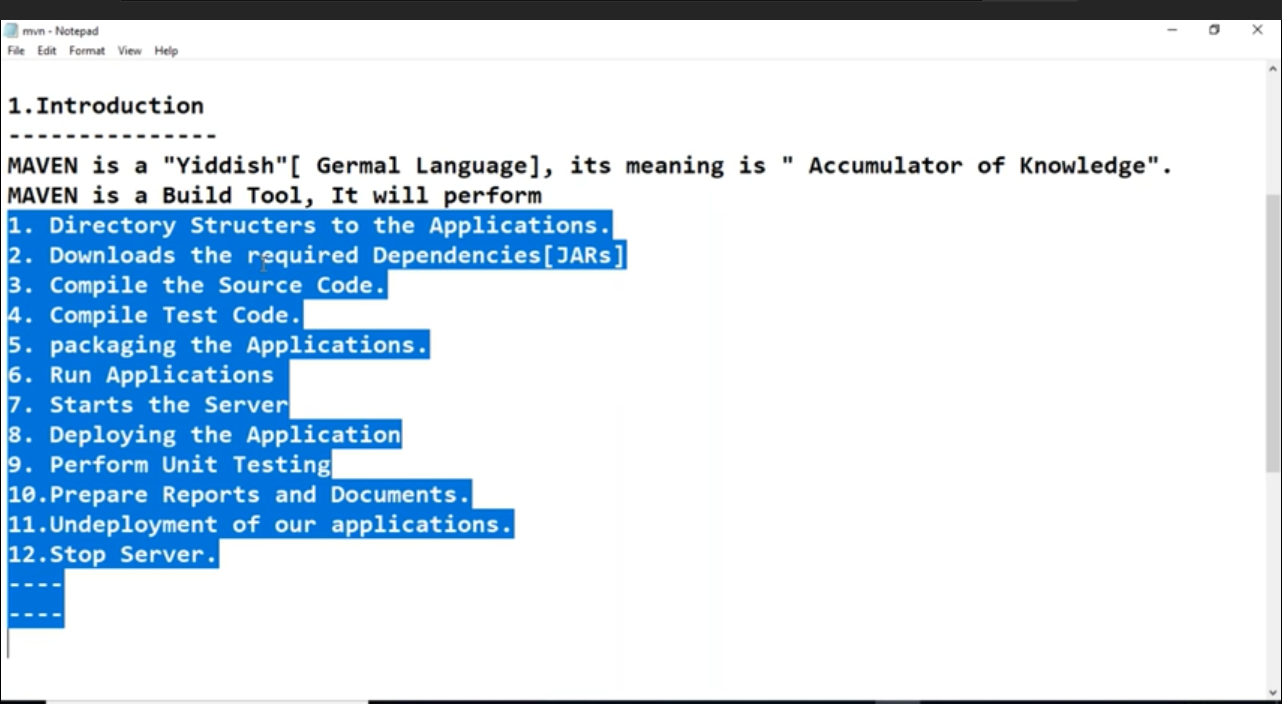 mvn - Notepad
File Edit Format View Help
1.Introduction
---------------
MAVEN is a "Yiddish"[ Germal Language], its meaning is " Accumulator of Knowledge".
MAVEN is a Build Tool, It will perform
1. Directory Structers to the Applications.
2. Downloads the required Dependencies[JARs]
3. Compile the Source Code.
4. Compile Test Code.
5. packaging the Applications.
6. Run Applications
7. Starts the Server
8. Deploying the Application
9. Perform Unit Testing
10.Prepare Reports and Documents.
11.Undeployment of our applications.
12.Stop Server.
----
----